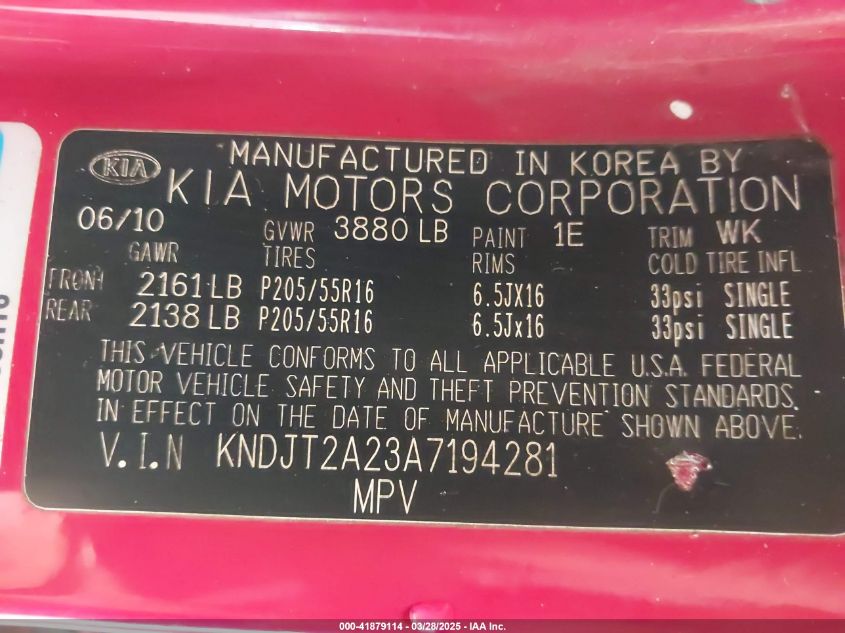 KIA MANUFACTURED IN KOREA BY
KIA MOTORS CORPORATION
06/10 GVWR 3880 LB PAINT 1E TRIM WK
GAWR TIRES RIMS COLD TIRE INFL
FRONT 2161 LB P205/55R16 6.5JX16 33psi SINGLE
REAR 2138 LB P205/55R16 6.5Jx16 33psi SINGLE
THIS VEHICLE CONFORMS TO ALL APPLICABLE U.S.A. FEDERAL
MOTOR VEHICLE SAFETY AND THEFT PREVENTION STANDARDS.
IN EFFECT ON THE DATE OF MANUFACTURE SHOWN ABOVE.
V.I.N KNDJT2A23A7194281
MPV
000-41879114 - 03/28/2025 - IAA Inc.